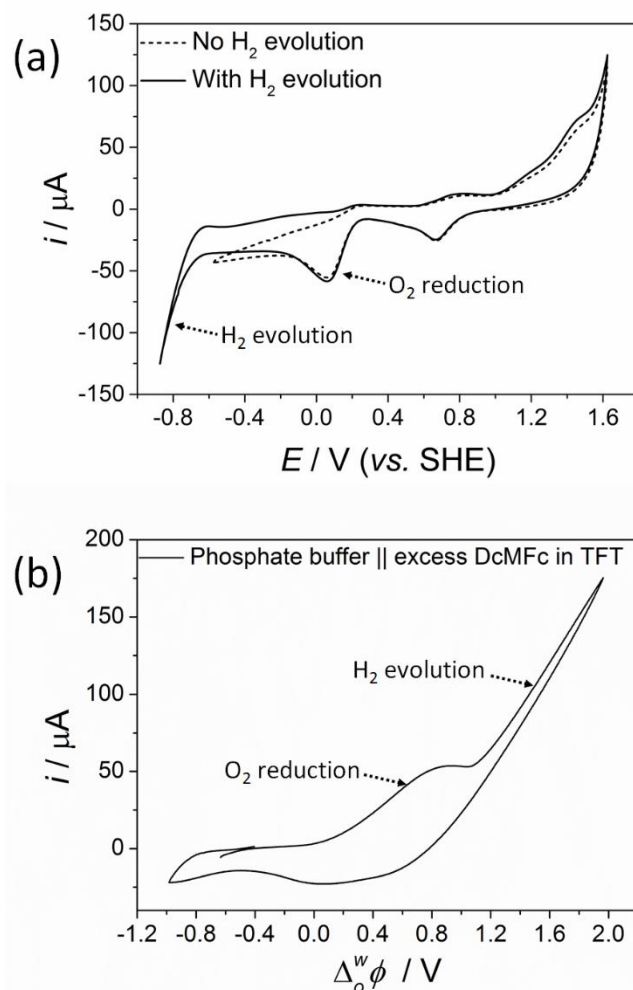 (a)
No H₂ evolution
With H₂ evolution
150
100
50
0
-50
-100
-150
i / µA
O₂ reduction
H₂ evolution
-0.8 -0.4 0.0 0.4 0.8 1.2 1.6
E / V (vs. SHE)
(b)
Phosphate buffer || excess DcMFc in TFT
200
150
100
50
0
i / µA
H₂ evolution
O₂ reduction
-1.2 -0.8 -0.4 0.0 0.4 0.8 1.2 1.6 2.0
Δₒʷϕ / V